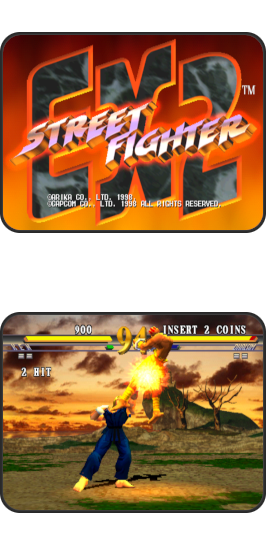 EX2
TM
STREET
FIGHTER
©ARIKA CO., LTD. 1998.
©CAPCOM CO., LTD. 1998 ALL RIGHTS RESERVED.
900 94 INSERT 2 COINS
2 HIT